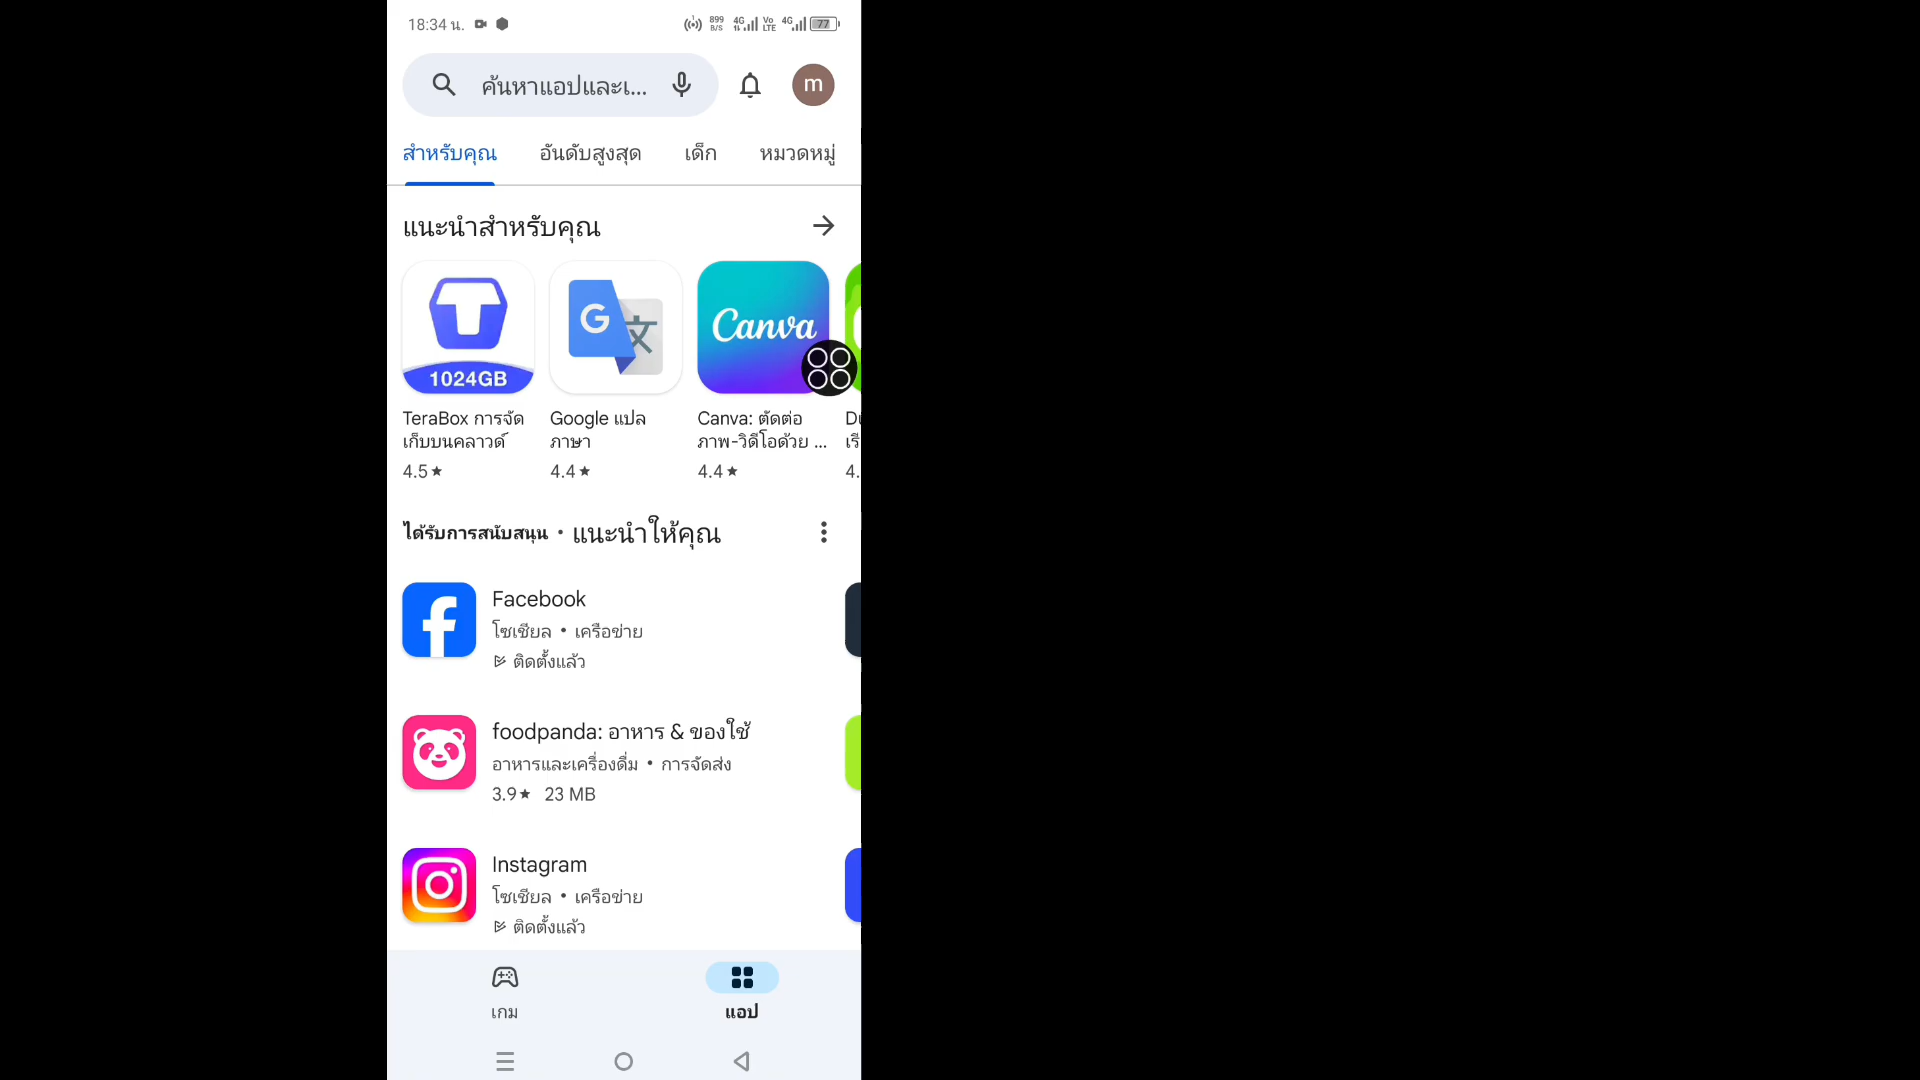 18:34 น. 899 B/S 4G Vo LTE 4G 77
ค้นหาแอปและเ... m
สำหรับคุณ อันดับสูงสุด เด็ก หมวดหมู่
แนะนำสำหรับคุณ
1024GB G 文 Canva
TeraBox การจัด Google แปล Canva: ตัดต่อ
เก็บบนคลาวด์ ภาษา ภาพ-วิดีโอด้วย ...
4.5★ 4.4★ 4.4★ 4.
ได้รับการสนับสนุน • แนะนำให้คุณ
Facebook
โซเชียล • เครือข่าย
ติดตั้งแล้ว
foodpanda: อาหาร & ของใช้
อาหารและเครื่องดื่ม • การจัดส่ง
3.9★ 23 MB
Instagram
โซเชียล • เครือข่าย
ติดตั้งแล้ว
เกม แอป